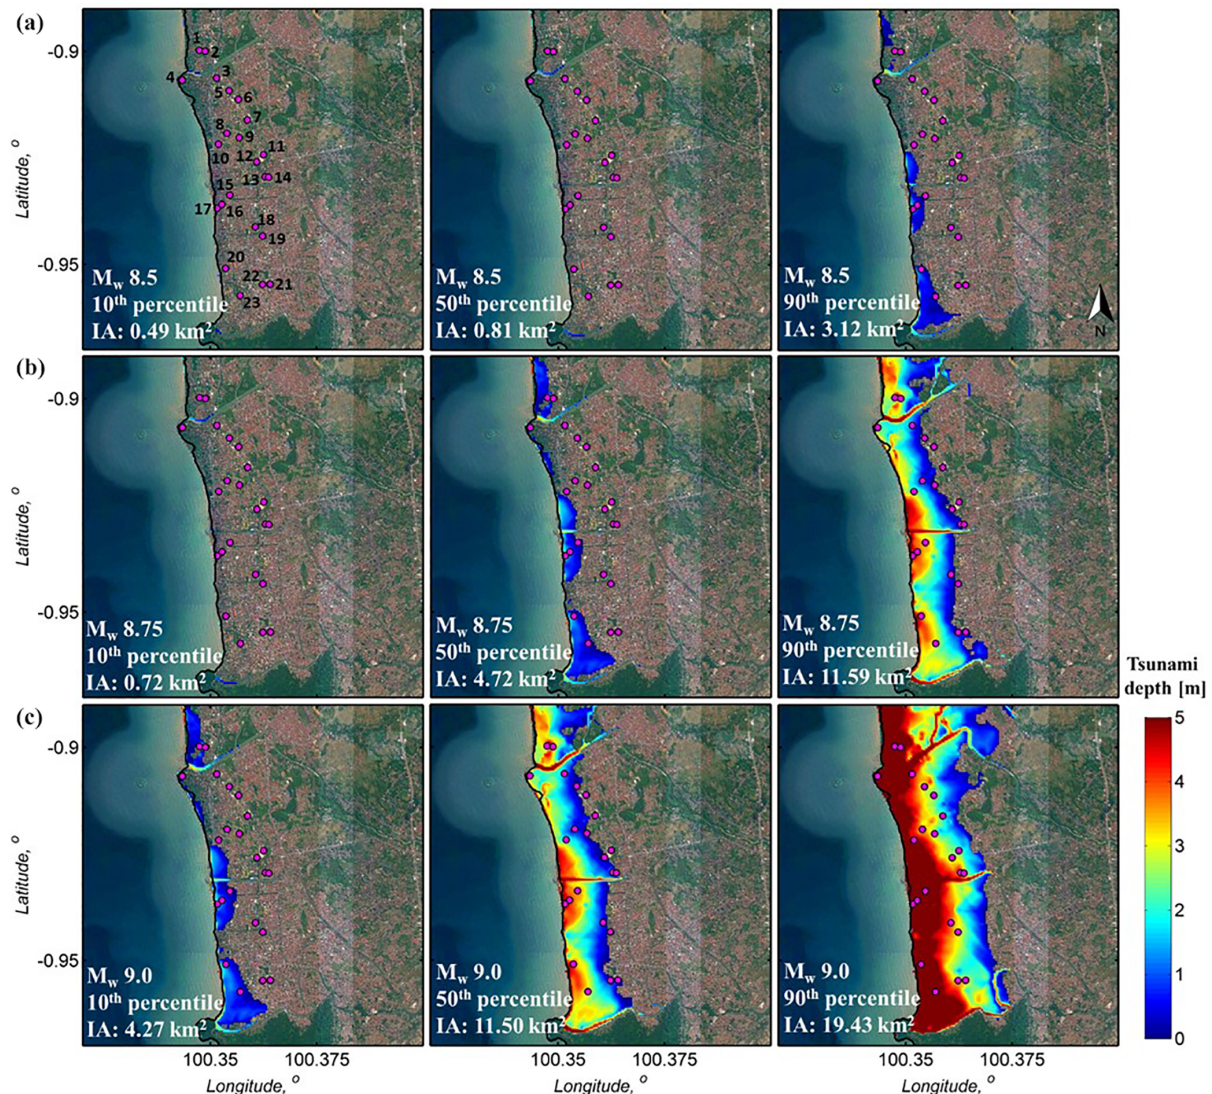 (a)
-0.9
-0.95
Latitude, °
1
2
3
4
5
6
7
8
9
10
11
12
13
14
15
16
17
18
19
20
21
22
23
Mw 8.5
10th percentile
IA: 0.49 km2
Mw 8.5
50th percentile
IA: 0.81 km2
Mw 8.5
90th percentile
IA: 3.12 km2
N
(b)
-0.9
-0.95
Latitude, °
Mw 8.75
10th percentile
IA: 0.72 km2
Mw 8.75
50th percentile
IA: 4.72 km2
Mw 8.75
90th percentile
IA: 11.59 km2
Tsunami
depth [m]
5
4
3
2
1
0
(c)
-0.9
-0.95
Latitude, °
Mw 9.0
10th percentile
IA: 4.27 km2
Mw 9.0
50th percentile
IA: 11.50 km2
Mw 9.0
90th percentile
IA: 19.43 km2
100.35 100.375
100.35 100.375
100.35 100.375
Longitude, °
Longitude, °
Longitude, °